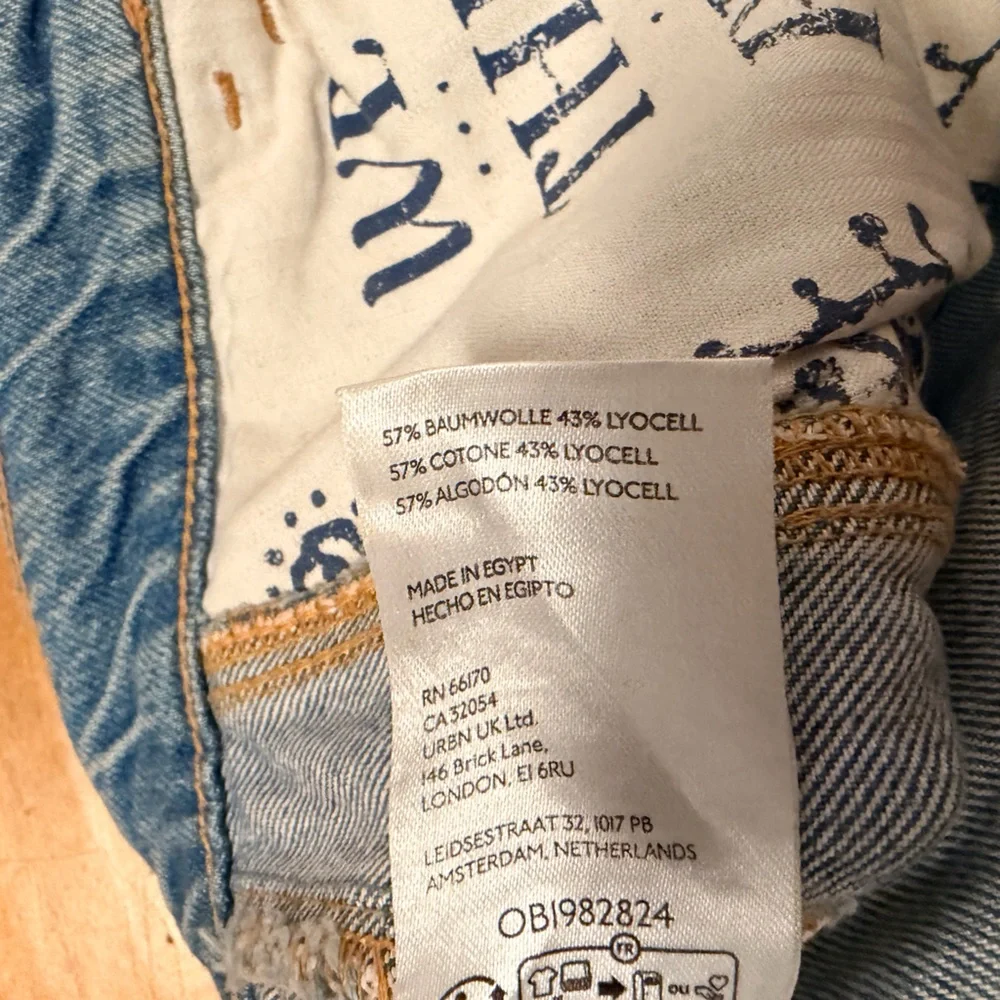 57% BAUMWOLLE 43% LYOCELL
57% COTONE 43% LYOCELL
57% ALGODÓN 43% LYOCELL
MADE IN EGYPT
HECHO EN EGIPTO
RN 66170
CA 32054
URBN UK Ltd.
146 Brick Lane,
LONDON, E1 6RU
LEIDSESTRAAT 32, 1017 PB
AMSTERDAM, NETHERLANDS
OB1982824
FR
ou